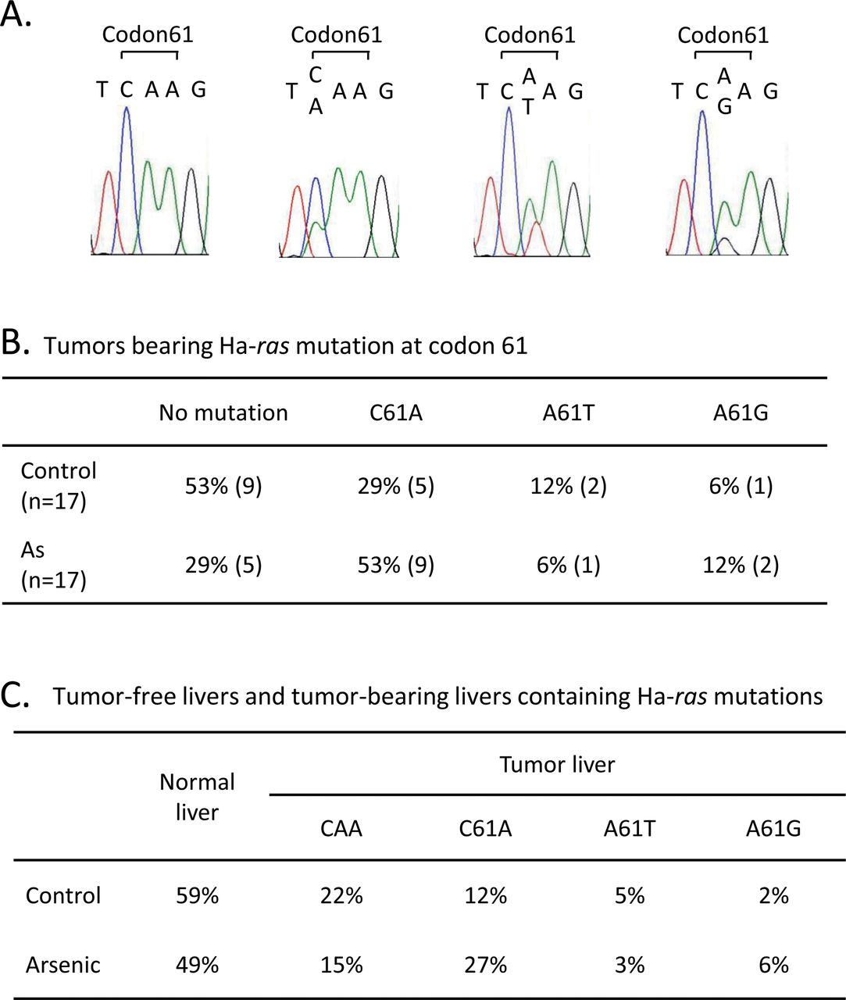 A.
Codon61 Codon61 Codon61 Codon61
C A A
T C A A G T A A G T C A G T C A G
A T G
B. Tumors bearing Ha-ras mutation at codon 61
No mutation C61A A61T A61G
Control
(n=17) 53% (9) 29% (5) 12% (2) 6% (1)
As
(n=17) 29% (5) 53% (9) 6% (1) 12% (2)
C. Tumor-free livers and tumor-bearing livers containing Ha-ras mutations
Normal
liver
Tumor liver
CAA C61A A61T A61G
Control 59% 22% 12% 5% 2%
Arsenic 49% 15% 27% 3% 6%